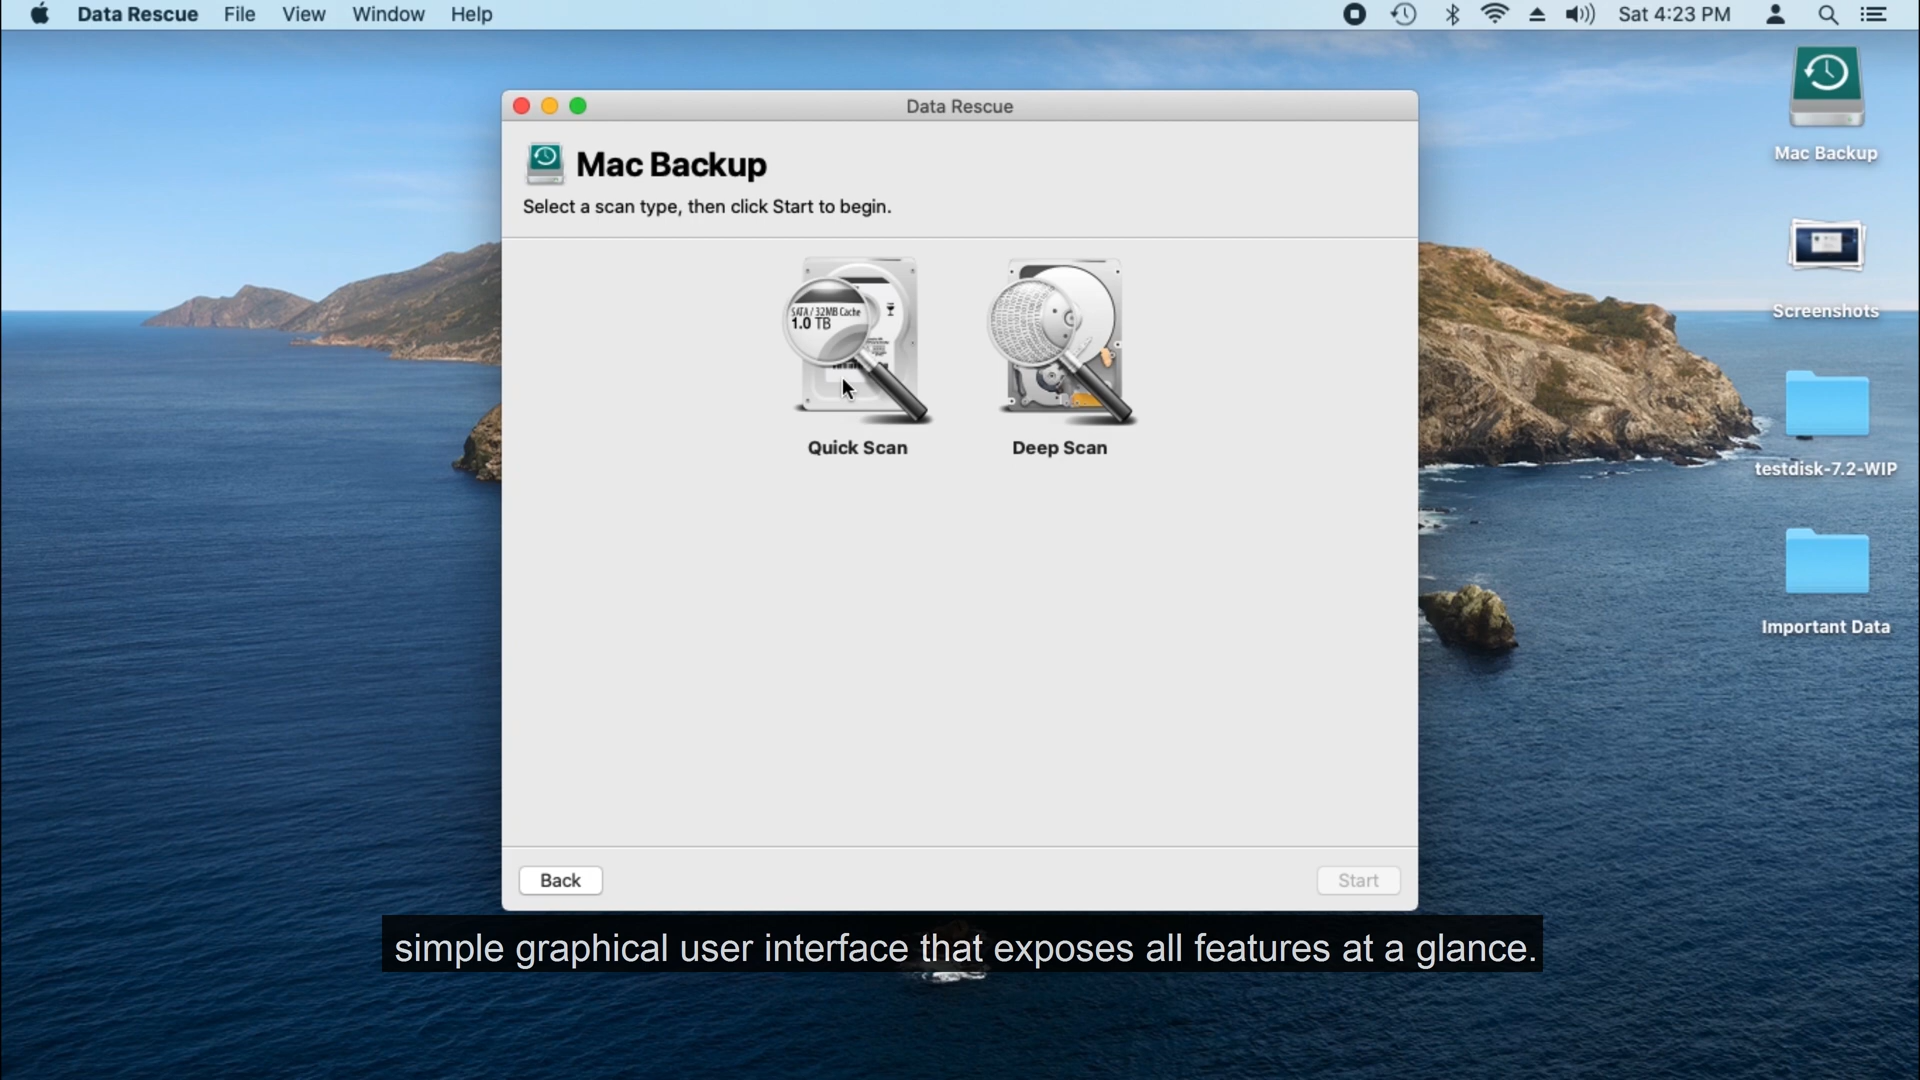 Data Rescue File View Window Help Sat 4:23 PM
Data Rescue
Mac Backup
Select a scan type, then click Start to begin.
SATA / 32MB Cache
1.0 TB
Quick Scan Deep Scan
Back Start
Mac Backup
Screenshots
testdisk-7.2-WIP
Important Data
simple graphical user interface that exposes all features at a glance.